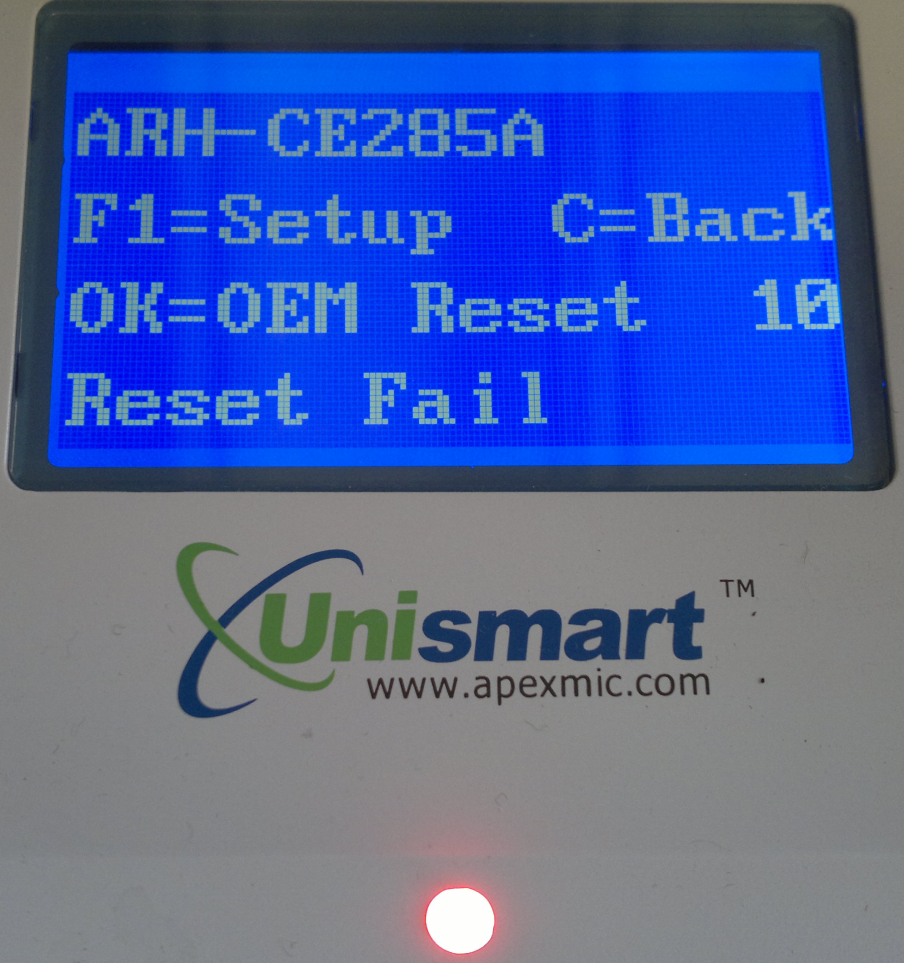 ARH-CE285A
F1=Setup C=Back
OK=OEM Reset 10
Reset Fail
Unismart TM
www.apexmic.com